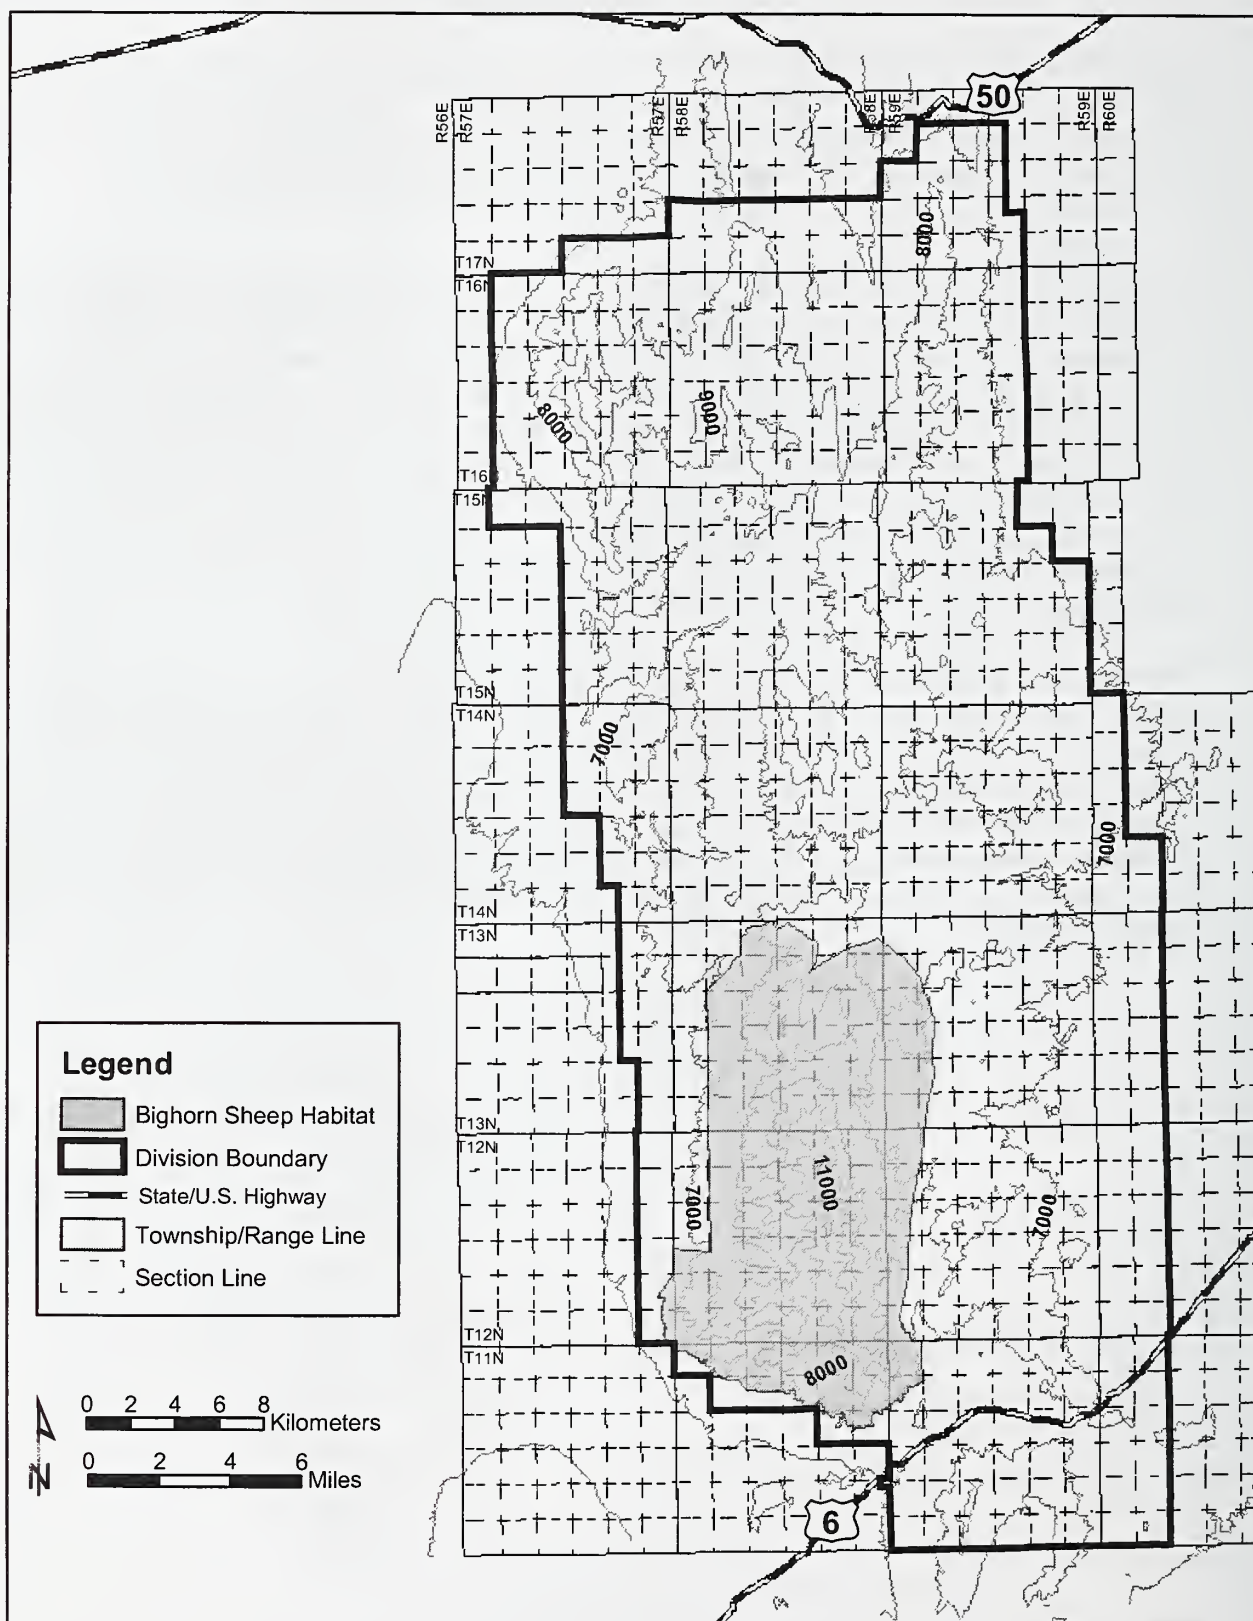 50
R56E
R57E
R57E
R58E
R58E
R59E
R59E
R60E
8000
T17N
T16N
8000
9000
T16
T15N
T15N
T14N
7000
7000
T14N
T13N
Legend
Bighorn Sheep Habitat
Division Boundary
State/U.S. Highway
Township/Range Line
Section Line
T13N
T12N
7000
11000
7000
T12N
T11N
8000
0 2 4 6 8 Kilometers
0 2 4 6 Miles
N
6